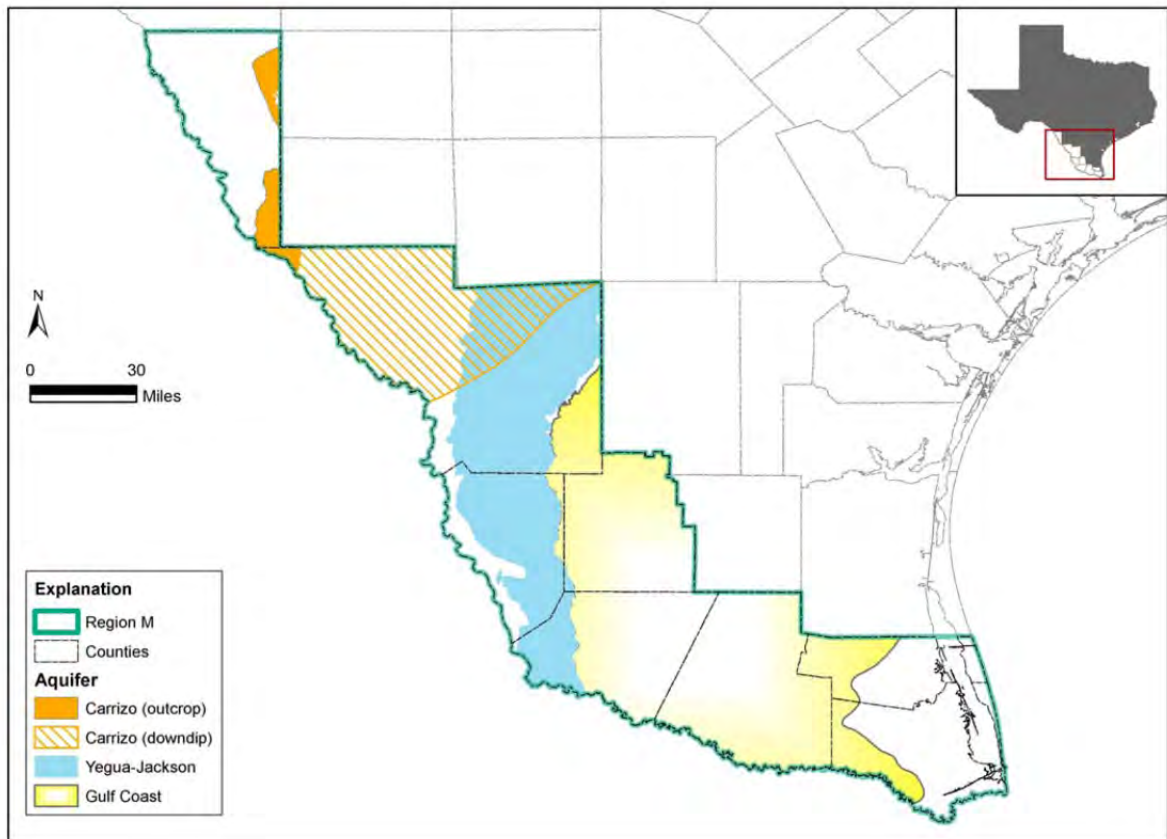 N
0
30
Miles
Explanation
Region M
Counties
Aquifer
Carrizo (outcrop)
Carrizo (downdip)
Yegua-Jackson
Gulf Coast